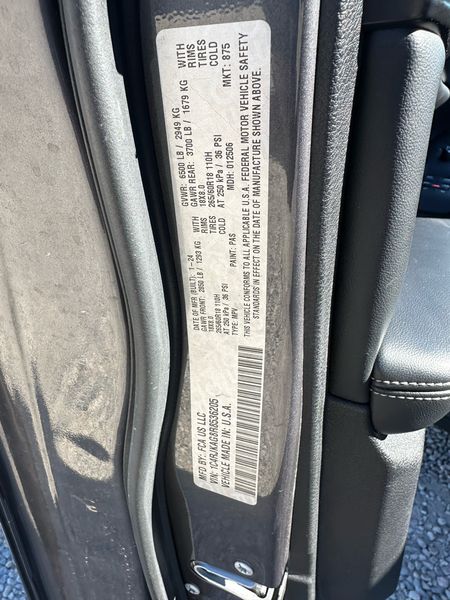 MFD BY: FCA US LLC
DATE OF MFR (BUILT): 1-24
GVWR: 6500 LB / 2949 KG
GAWR FRONT: 2850 LB / 1293 KG
WITH
GAWR REAR: 3700 LB / 1679 KG
WITH
18X8.0
RIMS
18X8.0
RIMS
265/60R18 110H
TIRES
265/60R18 110H
TIRES
AT 250 kPa / 36 PSI
COLD
AT 250 kPa / 36 PSI
COLD
VIN: 1C4RJKAG8R8536205
TYPE: MPV
PAINT: PAS
MDH: 012506
MKT: 875
VEHICLE MADE IN U.S.A.
THIS VEHICLE CONFORMS TO ALL APPLICABLE U.S.A. FEDERAL MOTOR VEHICLE SAFETY
STANDARDS IN EFFECT ON THE DATE OF MANUFACTURE SHOWN ABOVE.